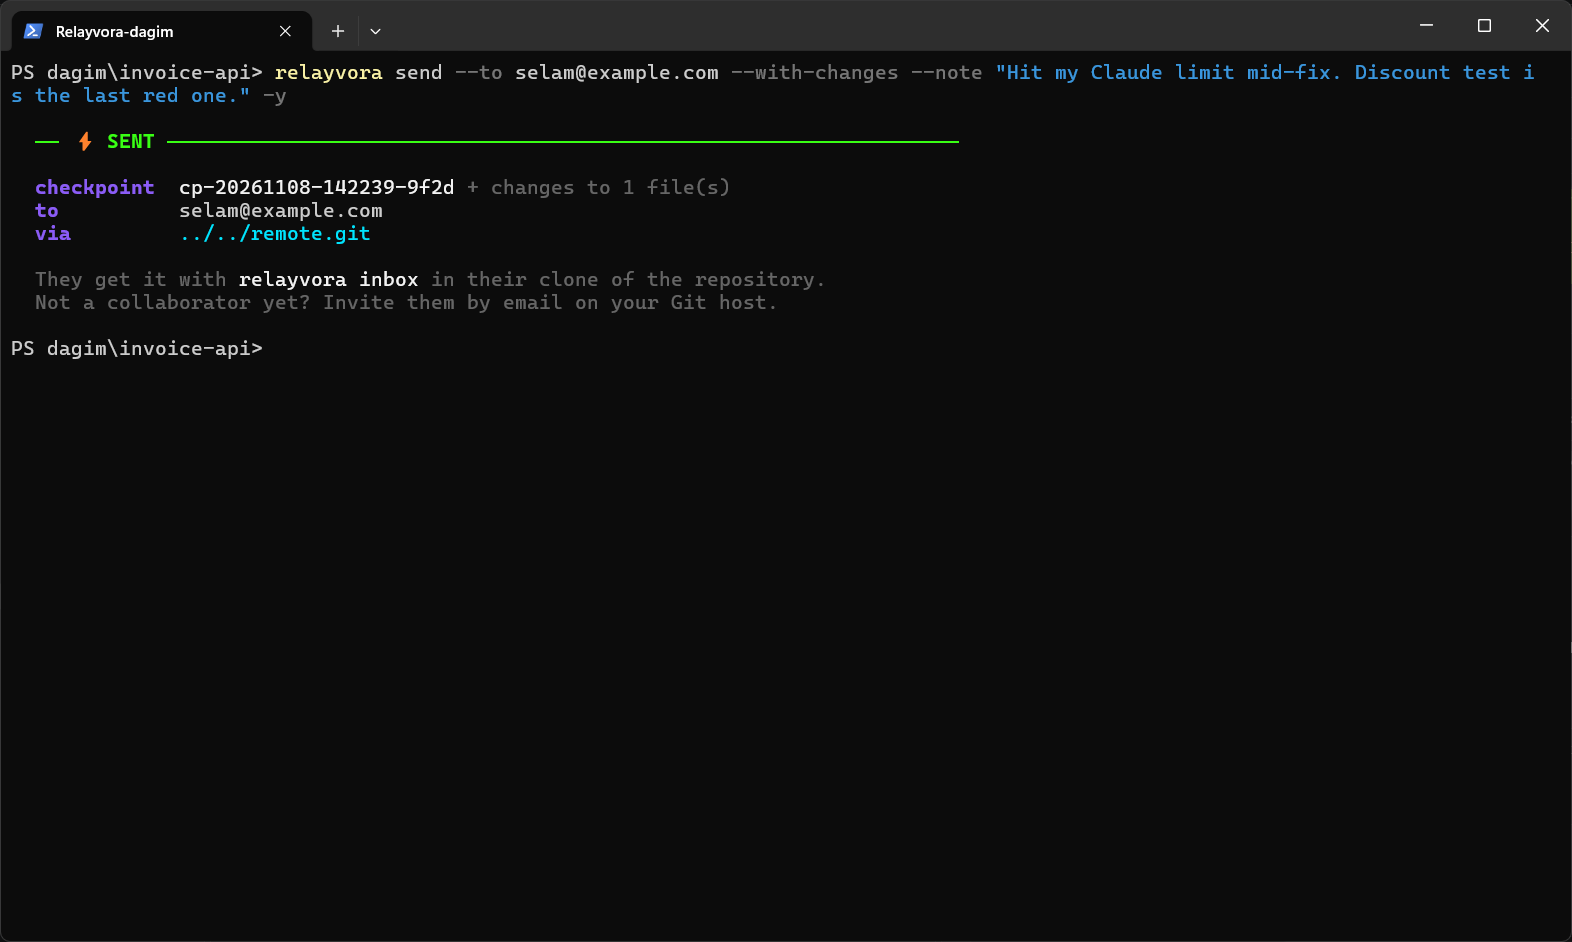 Relayvora-dagim
PS dagim\invoice-api> relayvora send --to selam@example.com --with-changes --note "Hit my Claude limit mid-fix. Discount test i
s the last red one." -y
SENT
checkpoint cp-20261108-142239-9f2d + changes to 1 file(s)
to selam@example.com
via ../../remote.git
They get it with relayvora inbox in their clone of the repository.
Not a collaborator yet? Invite them by email on your Git host.
PS dagim\invoice-api>